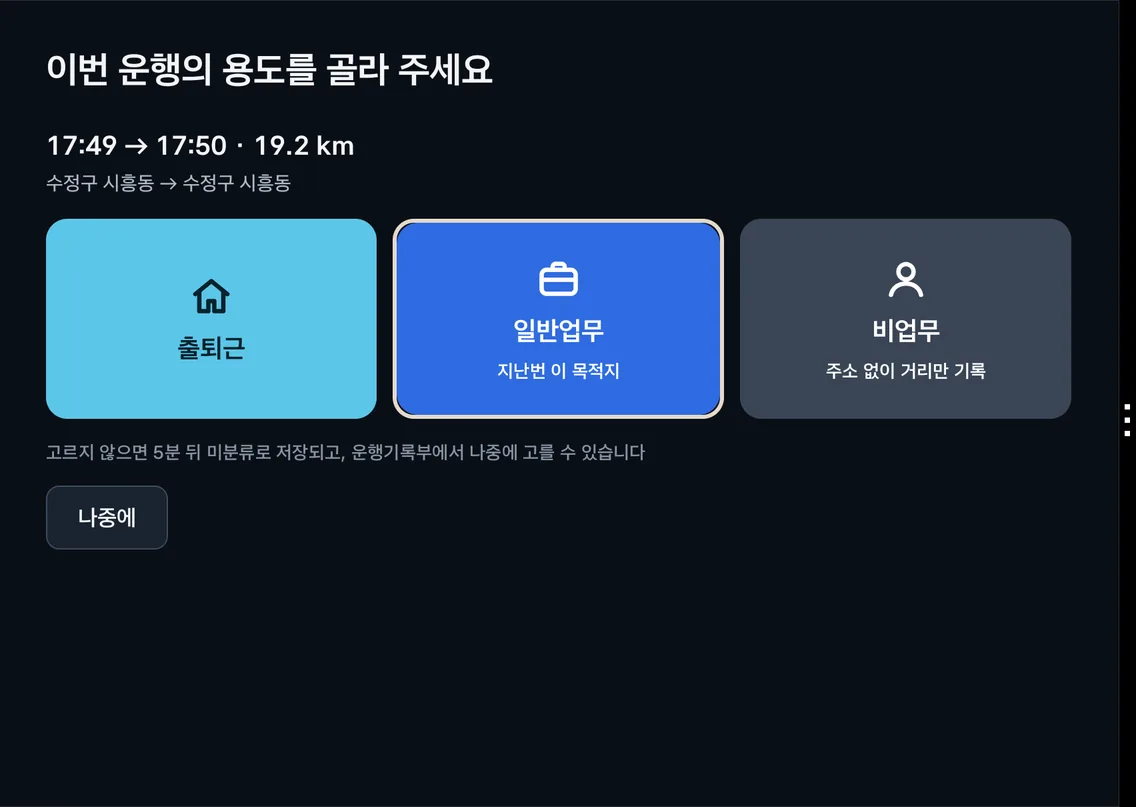 이번 운행의 용도를 골라 주세요
17:49 → 17:50 · 19.2 km
수정구 시흥동 → 수정구 시흥동
출퇴근
일반업무
지난번 이 목적지
비업무
주소 없이 거리만 기록
고르지 않으면 5분 뒤 미분류로 저장되고, 운행기록부에서 나중에 고를 수 있습니다
나중에